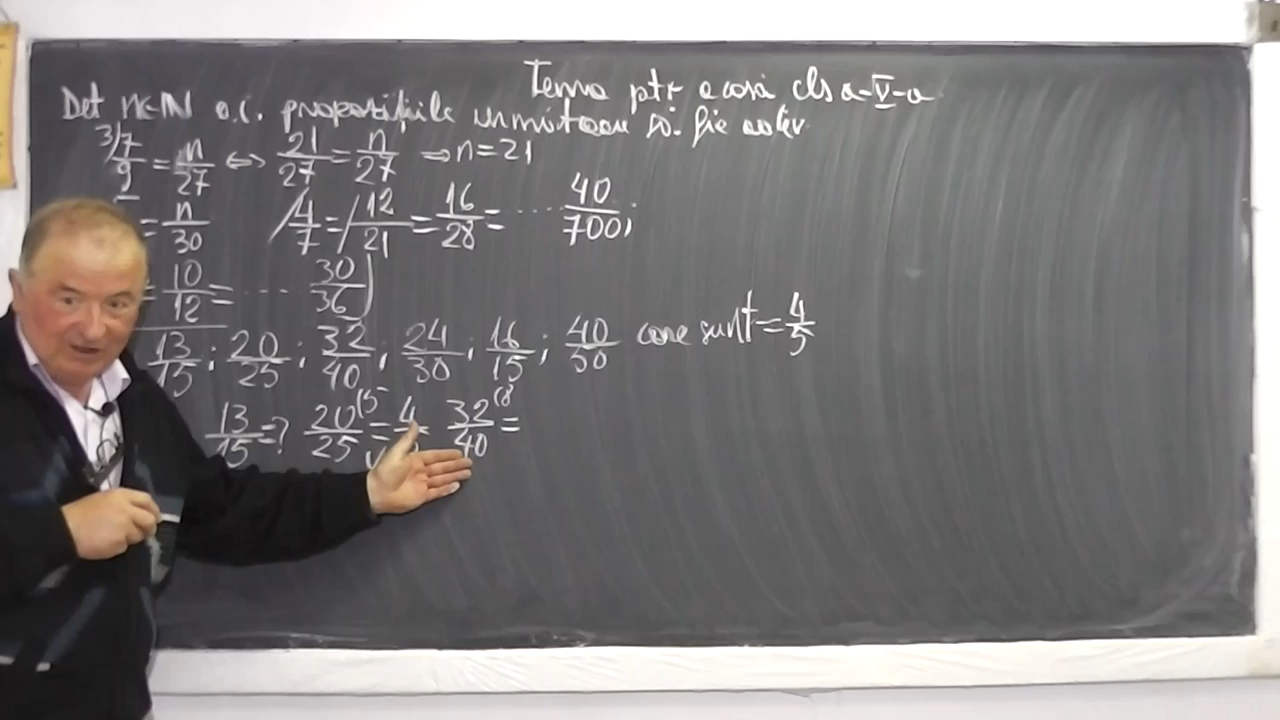 Tema ptr acasă cls a-V-a
Det n∈N a.î. propozițiile următoare să fie adev.
3/7/9 = n/27 ⇔ 21/27 = n/27 ⇒ n=21
= n/30 4/7 = 12/21 = 16/28 = .... 40/700;
= 10/12 = .... 30/36)
13/15 ; 20/25 ; 32/40 ; 24/30 ; 16/15 ; 40/50 care sunt = 4/5
13/15 =? 20/25 (5 = 4 32/40 (8 =